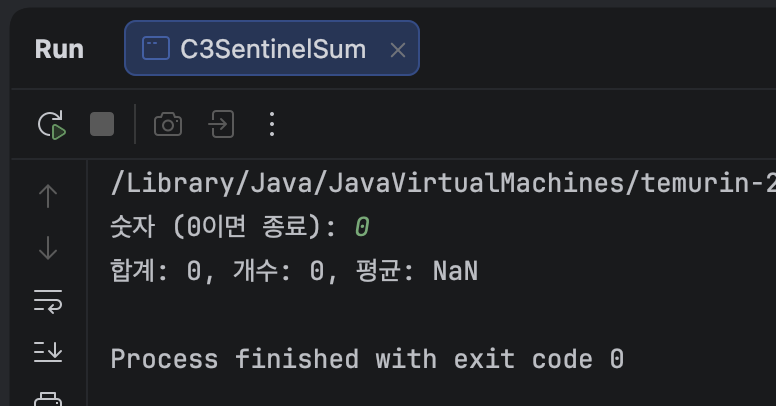 Run C3SentinelSum
/Library/Java/JavaVirtualMachines/temurin-2
숫자 (0이면 종료): 0
합계: 0, 개수: 0, 평균: NaN
Process finished with exit code 0